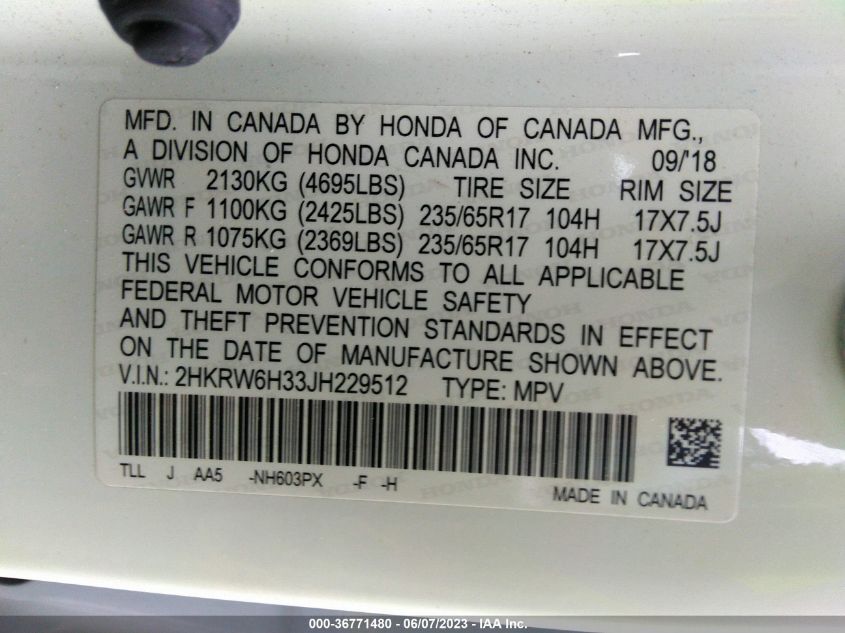 MFD. IN CANADA BY HONDA OF CANADA MFG.,
A DIVISION OF HONDA CANADA INC. 09/'18
GVWR 2130KG (4695LBS) TIRE SIZE RIM SIZE
GAWR F 1100KG (2425LBS) 235/65R17 104H 17X7.5J
GAWR R 1075KG (2369LBS) 235/65R17 104H 17X7.5J
THIS VEHICLE CONFORMS TO ALL APPLICABLE
FEDERAL MOTOR VEHICLE SAFETY
AND THEFT PREVENTION STANDARDS IN EFFECT
ON THE DATE OF MANUFACTURE SHOWN ABOVE.
V.I.N.: 2HKRW6H33JH229512 TYPE: MPV
TLL J AA5 -NH603PX -F -H
MADE IN CANADA
000-36771480 - 06/07/2023 - IAA Inc.